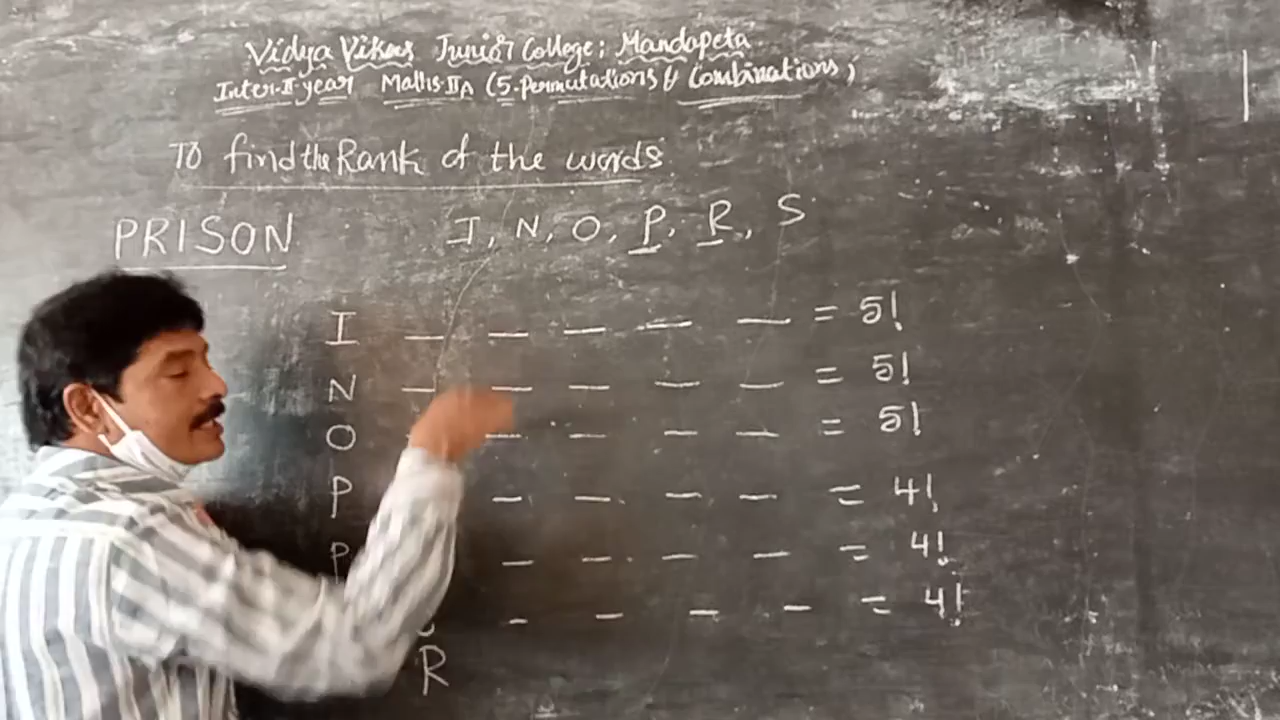 Vidya Vikas Junior College; Mandapeta
Inter-II year Maths-IIA (5. Permutations & Combinations;
To find the Rank of the words
PRISON I, N, O, P, R, S
I _ _ _ _ _ = 5!
N _ _ _ _ _ = 5!
O _ _ _ _ _ = 5!
P _ _ _ _ = 4!
P _ _ _ _ = 4!
_ _ _ _ = 4!
R